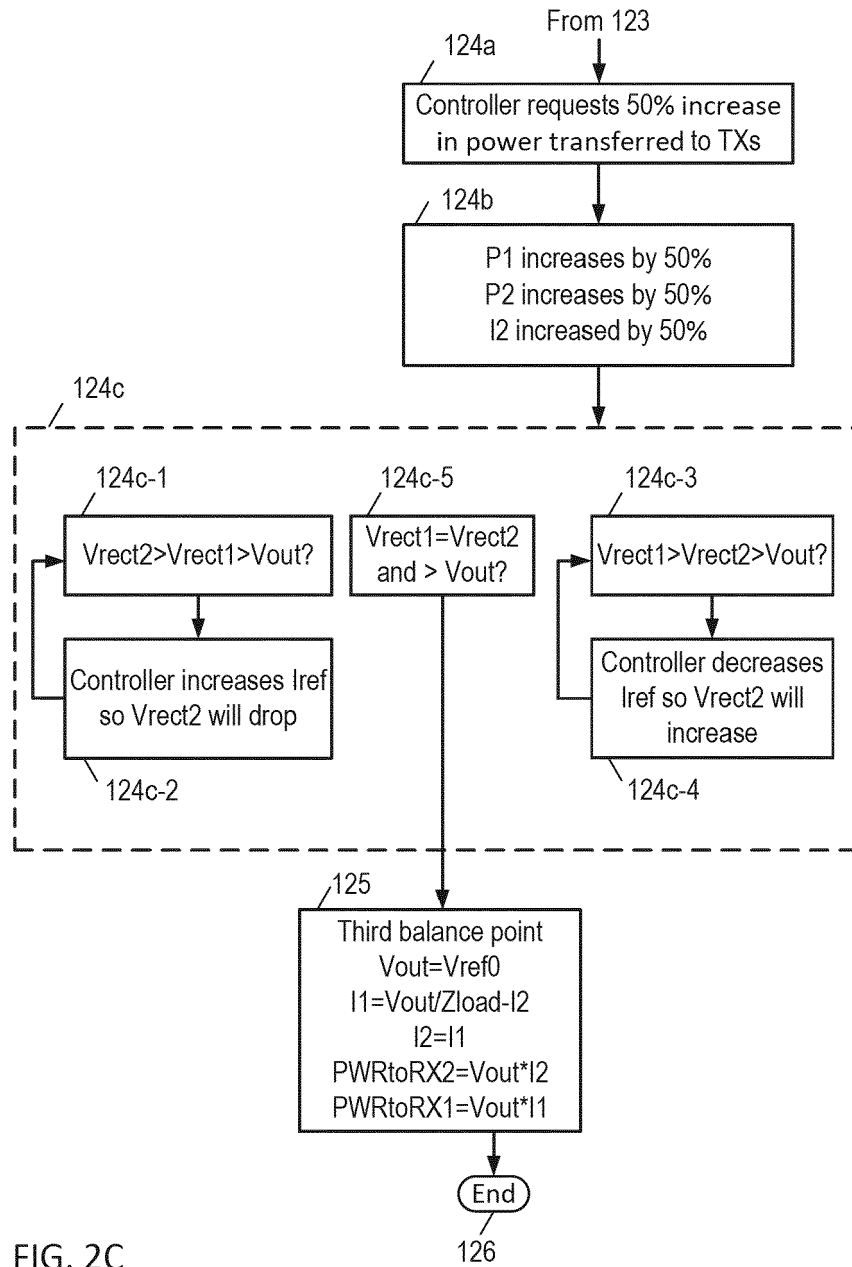 From 123
124a
Controller requests 50% increase
in power transferred to TXs
124b
P1 increases by 50%
P2 increases by 50%
I2 increased by 50%
124c
124c-1
Vrect2>Vrect1>Vout?
Controller increases Iref
so Vrect2 will drop
124c-2
124c-5
Vrect1=Vrect2
and > Vout?
124c-3
Vrect1>Vrect2>Vout?
Controller decreases
Iref so Vrect2 will
increase
124c-4
125
Third balance point
Vout=Vref0
I1=Vout/Zload-I2
I2=I1
PWRtoRX2=Vout*I2
PWRtoRX1=Vout*I1
End
126
FIG. 2C